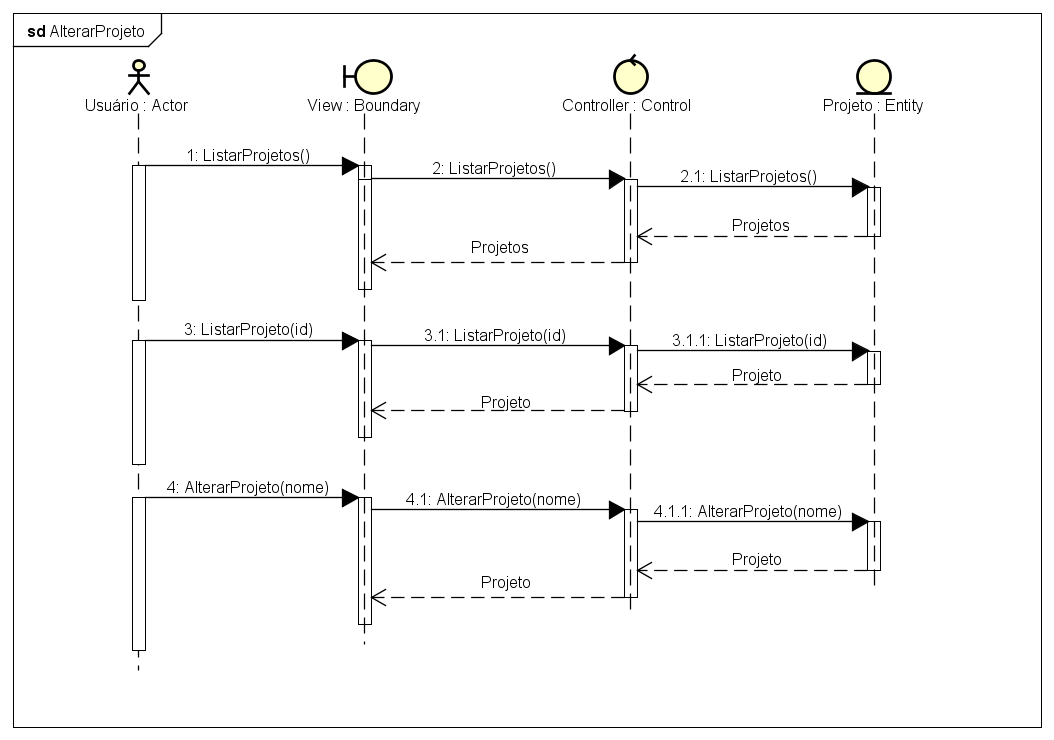 sd AlterarProjeto
Usuário : Actor
View : Boundary
Controller : Control
Projeto : Entity
1: ListarProjetos()
2: ListarProjetos()
2.1: ListarProjetos()
Projetos
Projetos
3: ListarProjeto(id)
3.1: ListarProjeto(id)
3.1.1: ListarProjeto(id)
Projeto
Projeto
4: AlterarProjeto(nome)
4.1: AlterarProjeto(nome)
4.1.1: AlterarProjeto(nome)
Projeto
Projeto